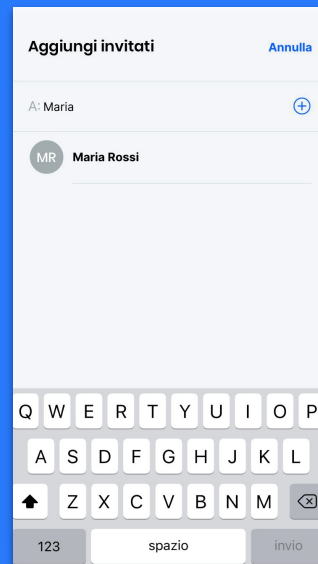 Aggiungi invitati Annulla
A: Maria
MR Maria Rossi
Q W E R T Y U I O P
A S D F G H J K L
Z X C V B N M
123 spazio invio